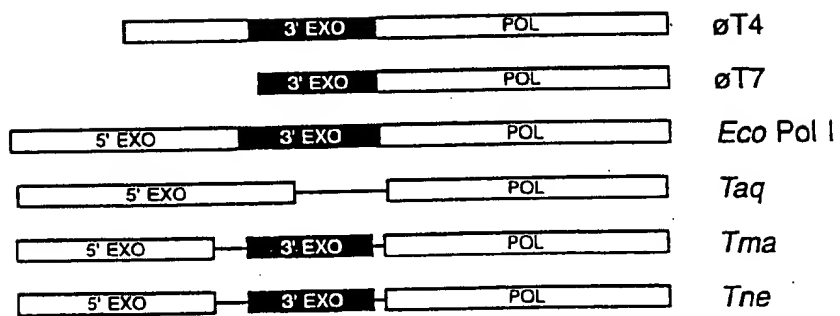 3' EXO POL øT4
3' EXO POL øT7
5' EXO 3' EXO POL Eco Pol I
5' EXO POL Taq
5' EXO 3' EXO POL Tma
5' EXO 3' EXO POL Tne